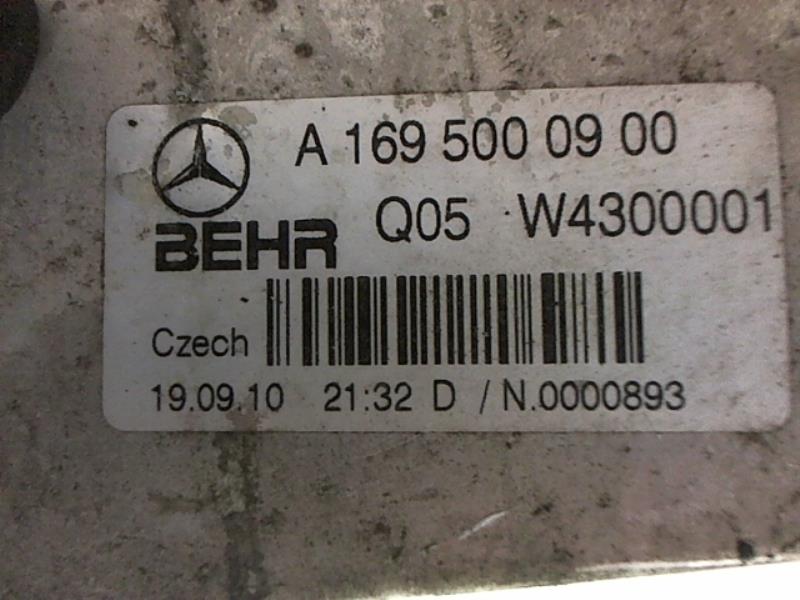 A 169 500 09 00
BEHR Q05 W4300001
Czech
19.09.10 21:32 D / N.0000893